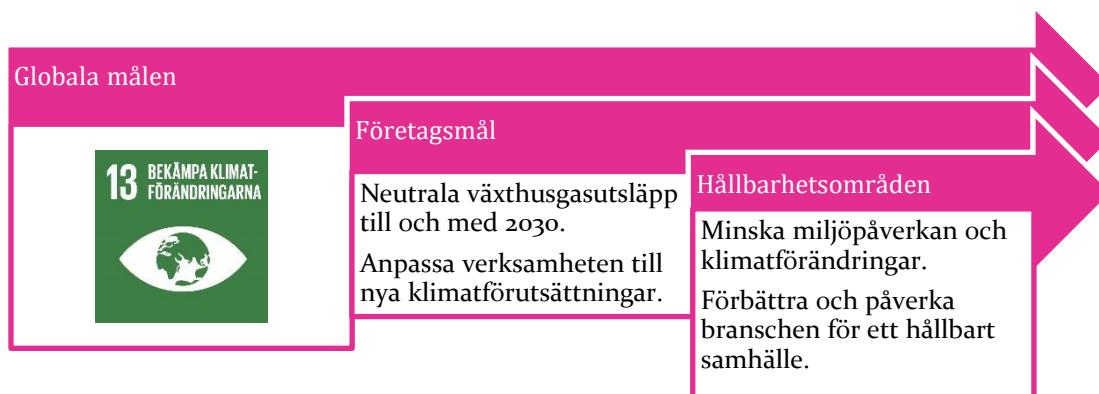 Globala målen
13 BEKÄMPA KLIMAT-
FÖRÄNDRINGARNA
Företagsmål
Neutrala växthusgasutsläpp
till och med 2030.
Anpassa verksamheten till
nya klimatförutsättningar.
Hållbarhetsområden
Minska miljöpåverkan och
klimatförändringar.
Förbättra och påverka
branschen för ett hållbart
samhälle.